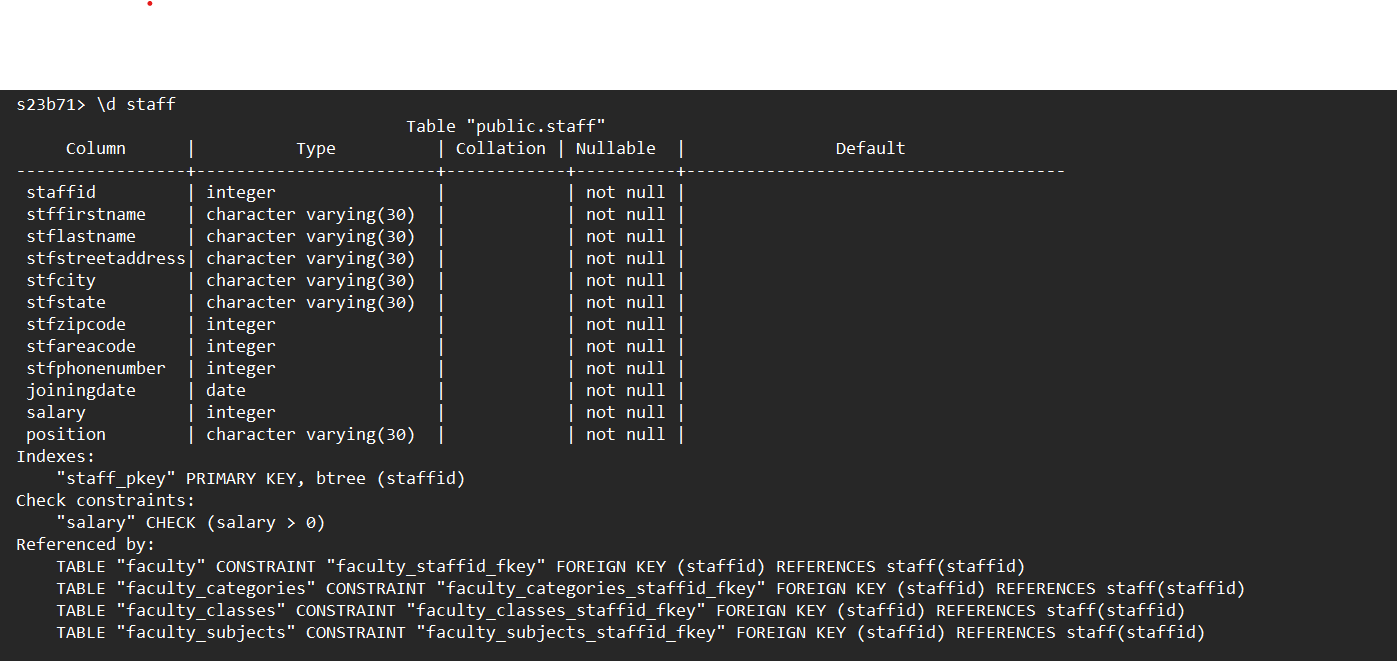 s23b71> \d staff
Table "public.staff"
Column | Type | Collation | Nullable | Default
-----------------+------------------------+------------+----------+--------------------------------------
staffid | integer | | not null |
stffirstname | character varying(30) | | not null |
stflastname | character varying(30) | | not null |
stfstreetaddress| character varying(30) | | not null |
stfcity | character varying(30) | | not null |
stfstate | character varying(30) | | not null |
stfzipcode | integer | | not null |
stfareacode | integer | | not null |
stfphonenumber | integer | | not null |
joiningdate | date | | not null |
salary | integer | | not null |
position | character varying(30) | | not null |
Indexes:
"staff_pkey" PRIMARY KEY, btree (staffid)
Check constraints:
"salary" CHECK (salary > 0)
Referenced by:
TABLE "faculty" CONSTRAINT "faculty_staffid_fkey" FOREIGN KEY (staffid) REFERENCES staff(staffid)
TABLE "faculty_categories" CONSTRAINT "faculty_categories_staffid_fkey" FOREIGN KEY (staffid) REFERENCES staff(staffid)
TABLE "faculty_classes" CONSTRAINT "faculty_classes_staffid_fkey" FOREIGN KEY (staffid) REFERENCES staff(staffid)
TABLE "faculty_subjects" CONSTRAINT "faculty_subjects_staffid_fkey" FOREIGN KEY (staffid) REFERENCES staff(staffid)